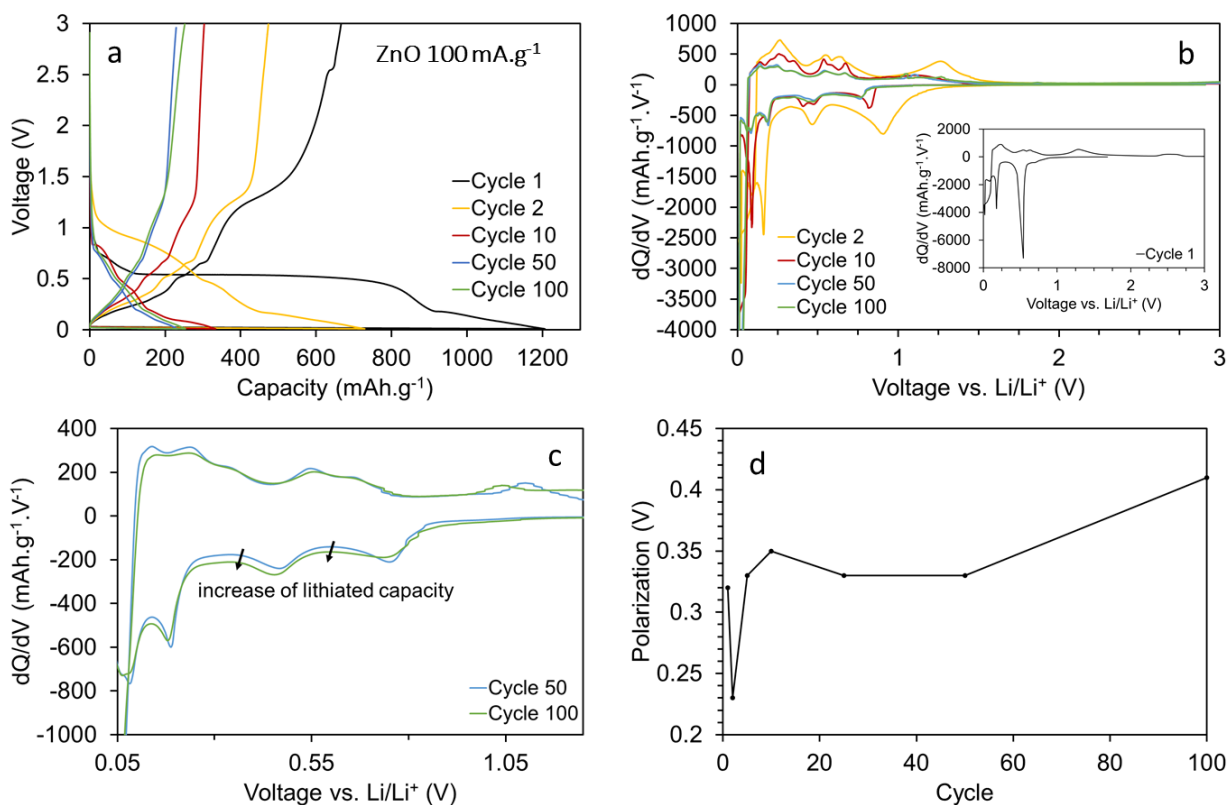 a
ZnO 100 mA.g⁻¹
Voltage (V)
3
2.5
2
1.5
1
0.5
0
Cycle 1
Cycle 2
Cycle 10
Cycle 50
Cycle 100
0 200 400 600 800 1000 1200
Capacity (mAh.g⁻¹)
b
dQ/dV (mAh.g⁻¹.V⁻¹)
1000
500
0
-500
-1000
-1500
-2000
-2500
-3000
-3500
-4000
Cycle 2
Cycle 10
Cycle 50
Cycle 100
0 1 2 3
Voltage vs. Li/Li⁺ (V)
dQ/dV (mAh.g⁻¹.V⁻¹)
2000
0
-2000
-4000
-6000
-8000
Cycle 1
0 1 2 3
Voltage vs. Li/Li⁺ (V)
c
dQ/dV (mAh.g⁻¹.V⁻¹)
400
200
0
-200
-400
-600
-800
-1000
increase of lithiated capacity
Cycle 50
Cycle 100
0.05 0.55 1.05
Voltage vs. Li/Li⁺ (V)
d
Polarization (V)
0.45
0.4
0.35
0.3
0.25
0.2
0 20 40 60 80 100
Cycle